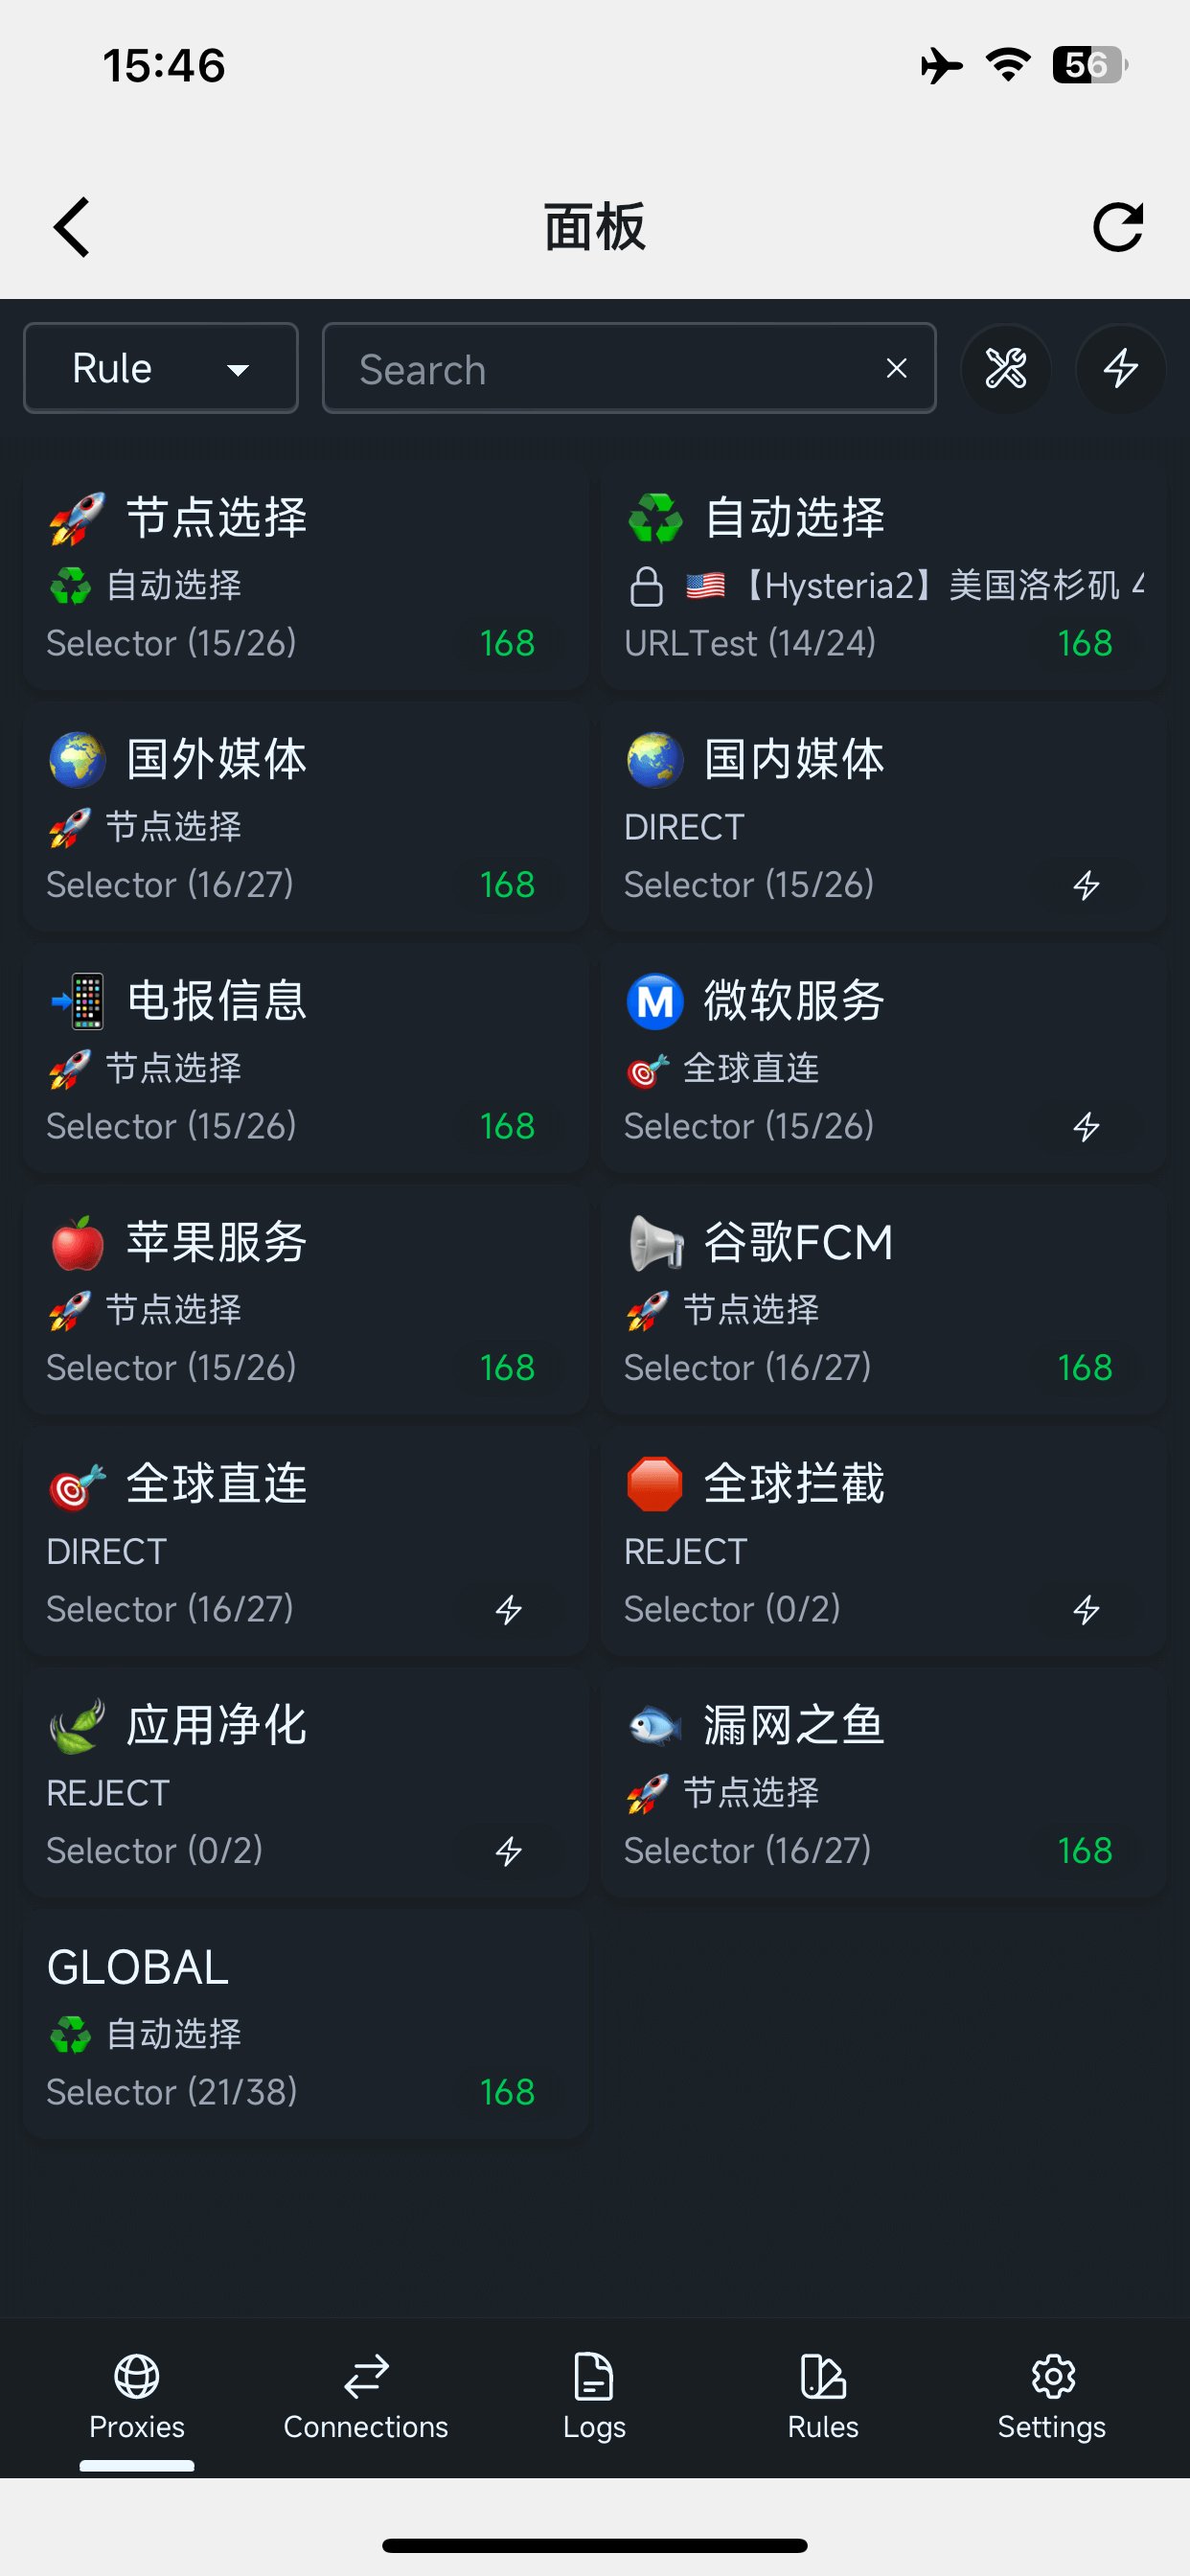 15:46
56
面板
Rule
Search
🚀 节点选择
♻️ 自动选择
Selector (15/26)
168
♻️ 自动选择
🇺🇸 【Hysteria2】美国洛杉矶
URLTest (14/24)
168
🌍 国外媒体
🚀 节点选择
Selector (16/27)
168
🌏 国内媒体
DIRECT
Selector (15/26)
📲 电报信息
🚀 节点选择
Selector (15/26)
168
Ⓜ️ 微软服务
🎯 全球直连
Selector (15/26)
🍎 苹果服务
🚀 节点选择
Selector (15/26)
168
📢 谷歌FCM
🚀 节点选择
Selector (16/27)
168
🎯 全球直连
DIRECT
Selector (16/27)
🛑 全球拦截
REJECT
Selector (0/2)
🍃 应用净化
REJECT
Selector (0/2)
🐟 漏网之鱼
🚀 节点选择
Selector (16/27)
168
GLOBAL
♻️ 自动选择
Selector (21/38)
168
Proxies
Connections
Logs
Rules
Settings